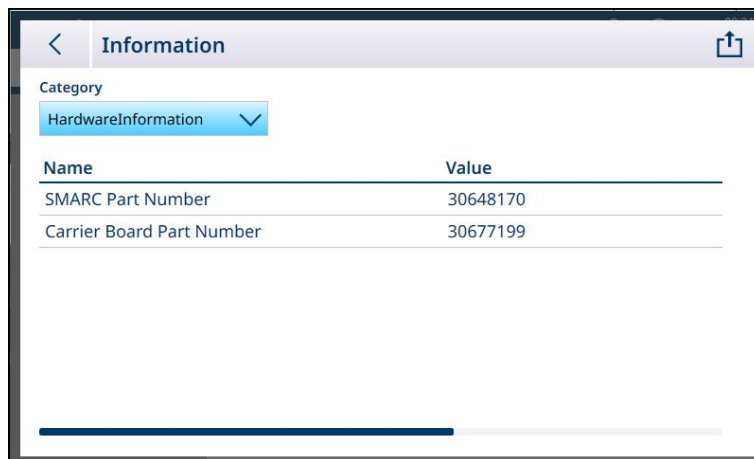 Information
Category
HardwareInformation
Name Value
SMARC Part Number 30648170
Carrier Board Part Number 30677199